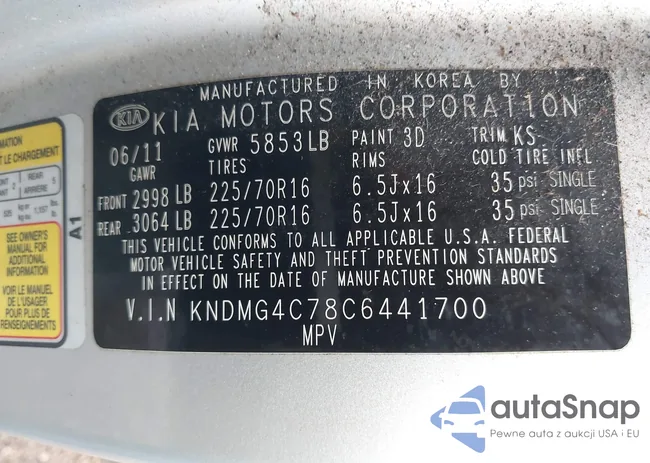 MANUFACTURED IN KOREA BY
KIA KIA MOTORS CORPORATION
06/11 GVWR 5853LB PAINT 3D TRIM KS
GAWR TIRES RIMS COLD TIRE INFL
FRONT 2998 LB 225/70R16 6.5Jx16 35 psi SINGLE
REAR 3064 LB 225/70R16 6.5Jx16 35 psi SINGLE
THIS VEHICLE CONFORMS TO ALL APPLICABLE U.S.A. FEDERAL
MOTOR VEHICLE SAFETY AND THEFT PREVENTION STANDARDS
IN EFFECT ON THE DATE OF MANUFACTURE SHOWN ABOVE
V.I.N KNDMG4C78C6441700
MPV
A1
LE CHARGEMENT
REAR
ARRIÈRE
SEE OWNER'S
MANUAL FOR
ADDITIONAL
INFORMATION
VOIR LE MANUEL
DE L'USAGER
POUR PLUS DE
RENSEIGNEMENTS
autaSnap
Pewne auta z aukcji USA i EU